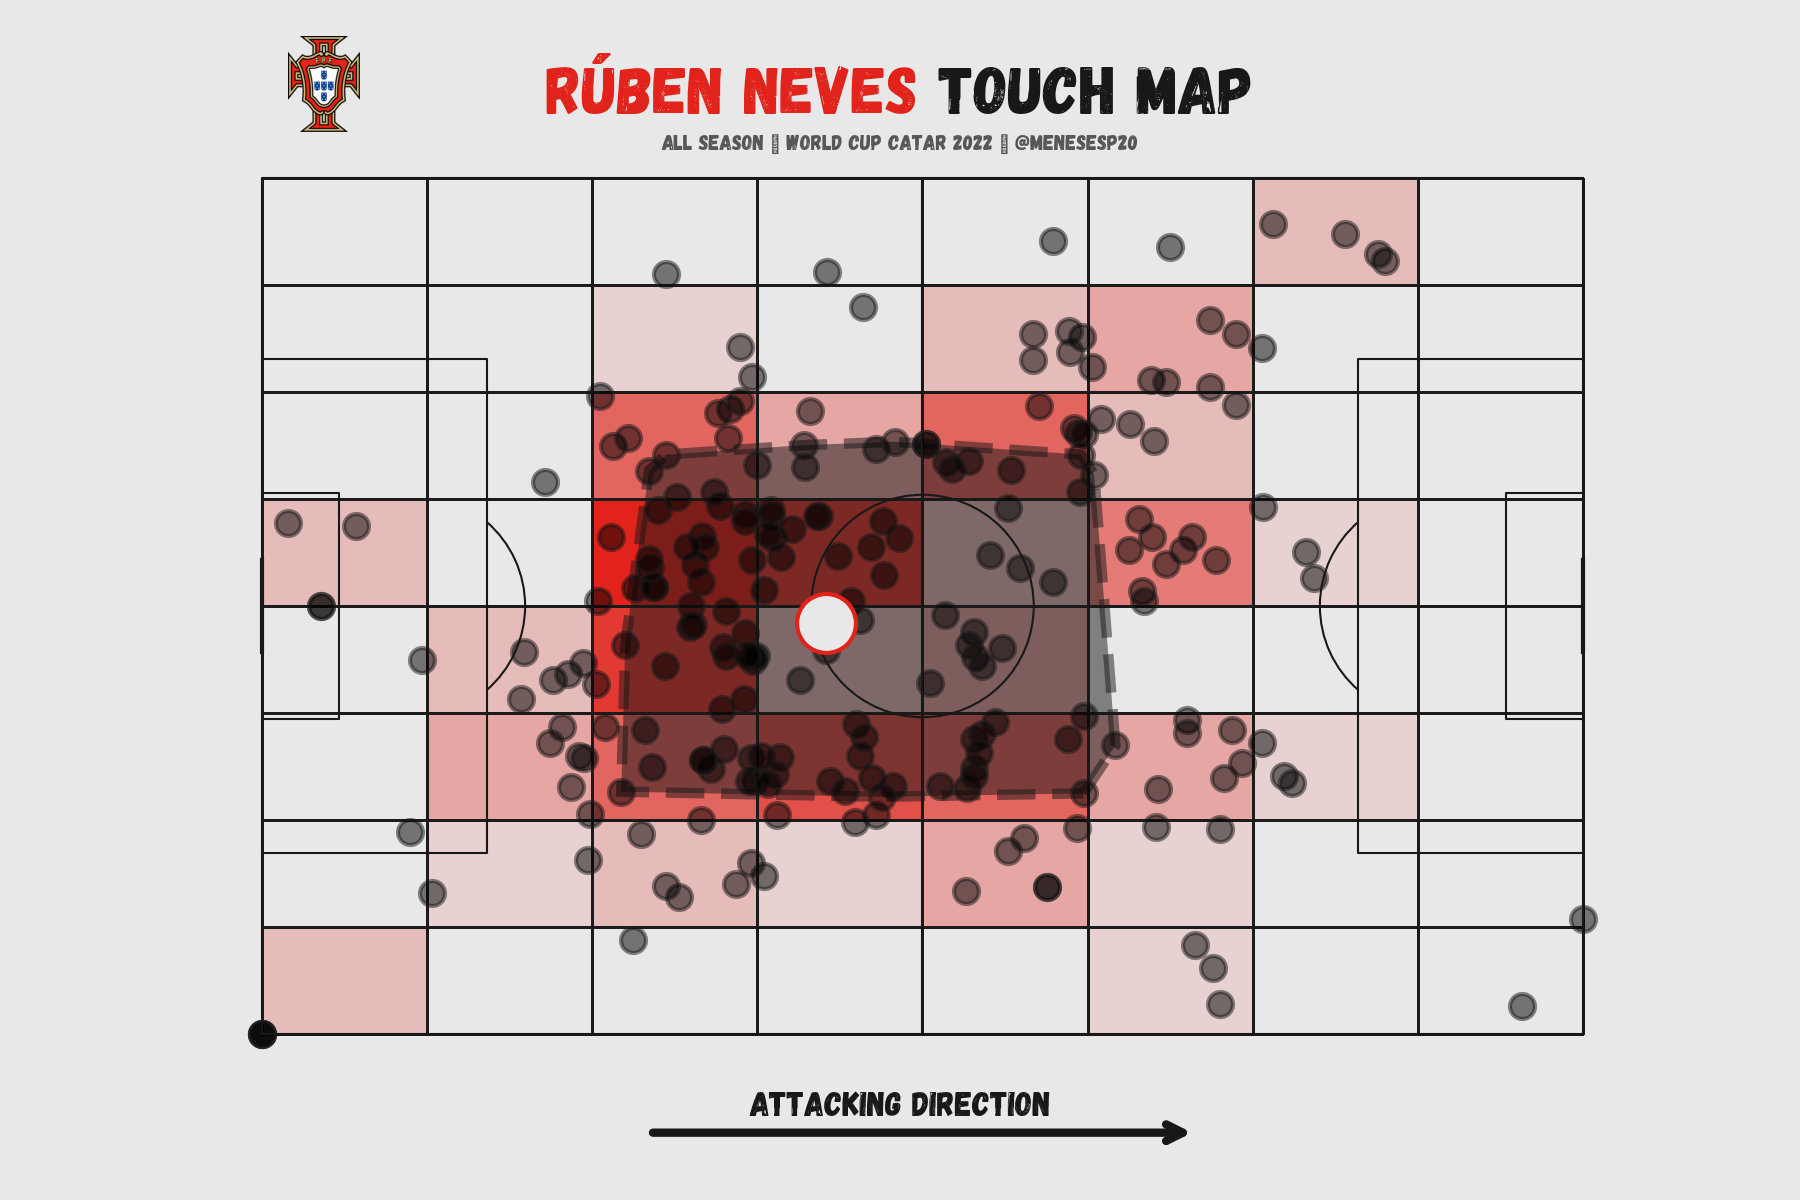 RÚBEN NEVES TOUCH MAP
ALL SEASON ▯ WORLD CUP CATAR 2022 ▯ @MENESESP20
ATTACKING DIRECTION